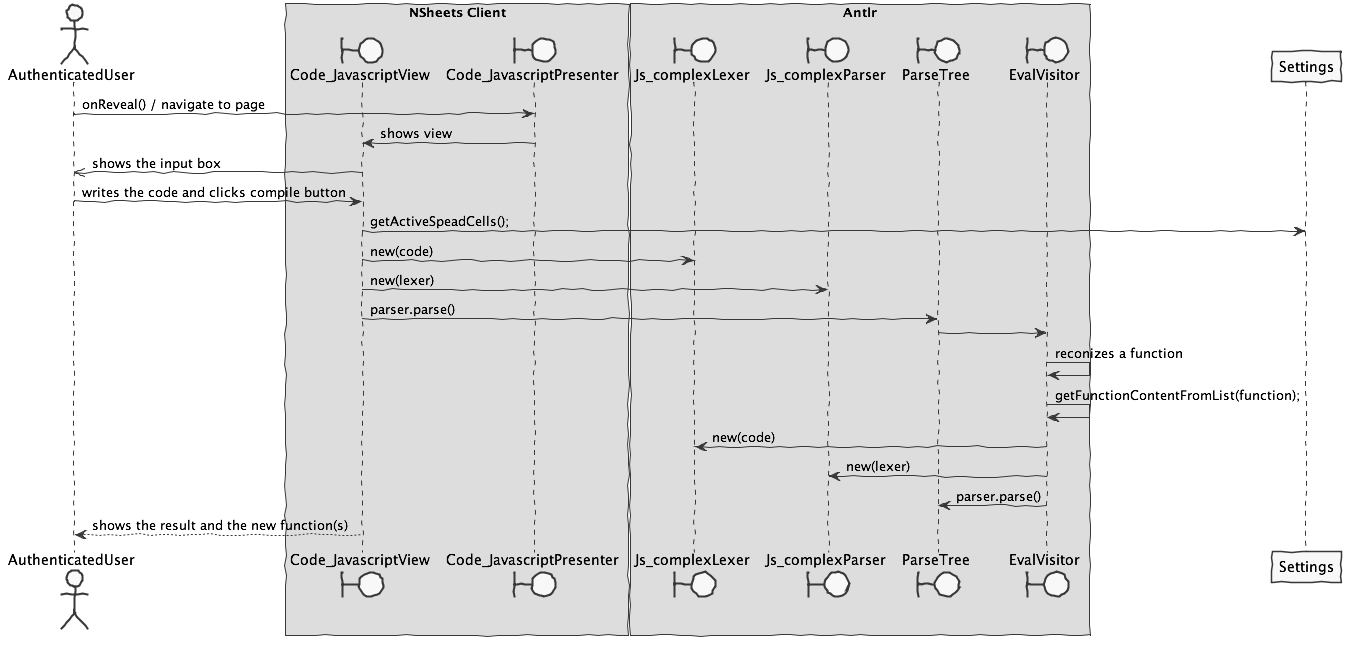 NSheets Client
Antlr
AuthenticatedUser
Code_JavascriptView
Code_JavascriptPresenter
Js_complexLexer
Js_complexParser
ParseTree
EvalVisitor
Settings
onReveal() / navigate to page
shows view
shows the input box
writes the code and clicks compile button
getActiveSpeadCells();
new(code)
new(lexer)
parser.parse()
reconizes a function
getFunctionContentFromList(function);
new(code)
new(lexer)
parser.parse()
shows the result and the new function(s)
AuthenticatedUser
Code_JavascriptView
Code_JavascriptPresenter
Js_complexLexer
Js_complexParser
ParseTree
EvalVisitor
Settings